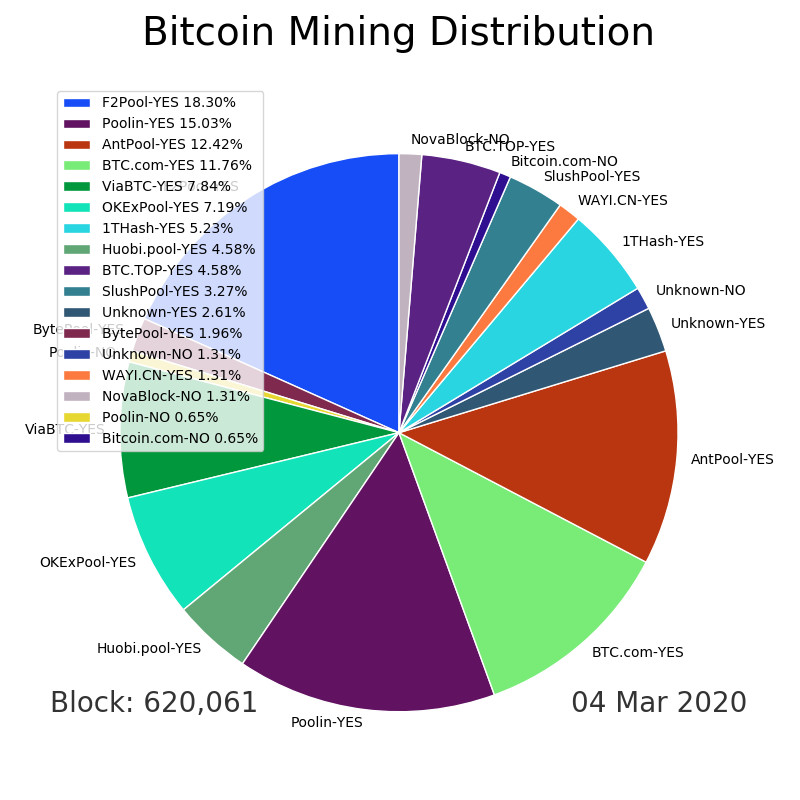 Bitcoin Mining Distribution
F2Pool-YES 18.30%
Poolin-YES 15.03%
AntPool-YES 12.42%
BTC.com-YES 11.76%
ViaBTC-YES 7.84%
OKExPool-YES 7.19%
1THash-YES 5.23%
Huobi.pool-YES 4.58%
BTC.TOP-YES 4.58%
SlushPool-YES 3.27%
Unknown-YES 2.61%
BytePool-YES 1.96%
Unknown-NO 1.31%
WAYI.CN-YES 1.31%
NovaBlock-NO 1.31%
Poolin-NO 0.65%
Bitcoin.com-NO 0.65%
NovaBlock-NO
BTC.TOP-YES
Bitcoin.com-NO
SlushPool-YES
WAYI.CN-YES
1THash-YES
Unknown-NO
Unknown-YES
AntPool-YES
BTC.com-YES
Poolin-YES
Huobi.pool-YES
OKExPool-YES
ViaBTC-YES
Poolin-NO
BytePool-YES
Block: 620,061
04 Mar 2020